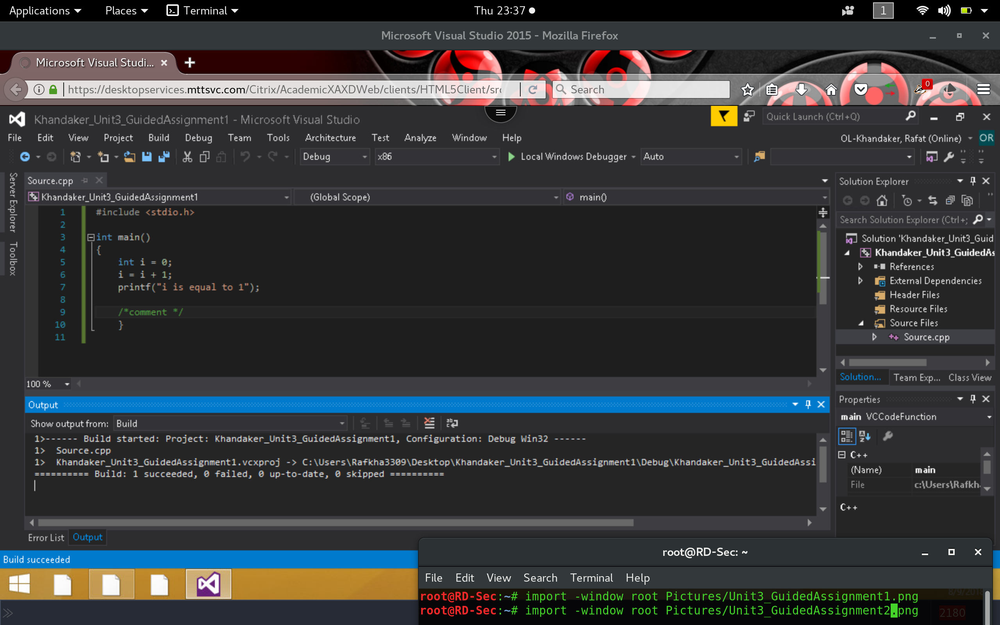 Applications Places Terminal Thu 23:37 1
Microsoft Visual Studio 2015 - Mozilla Firefox
Microsoft Visual Studi...
https://desktopservices.mttsvc.com/Citrix/AcademicXAXDWeb/clients/HTML5Client/src Search 0
Khandaker_Unit3_GuidedAssignment1 - Microsoft Visual Studio Quick Launch (Ctrl+Q)
File Edit View Project Build Debug Team Tools Architecture Test Analyze Window Help OL-Khandaker, Rafat (Online) OR
Debug x86 Local Windows Debugger Auto
Server Explorer
Toolbox
Source.cpp
Khandaker_Unit3_GuidedAssignment1 (Global Scope) main()
1 #include <stdio.h>
2
3 int main()
4 {
5 int i = 0;
6 i = i + 1;
7 printf("i is equal to 1");
8
9 /*comment */
10 }
11
100 %
Solution Explorer
Search Solution Explorer (Ctrl+;
Solution 'Khandaker_Unit3_Guid
Khandaker_Unit3_GuidedAs
References
External Dependencies
Header Files
Resource Files
Source Files
Source.cpp
Solution... Team Exp... Class View
Output
Show output from: Build
1>------ Build started: Project: Khandaker_Unit3_GuidedAssignment1, Configuration: Debug Win32 ------
1> Source.cpp
1> Khandaker_Unit3_GuidedAssignment1.vcxproj -> C:\Users\Rafkha3309\Desktop\Khandaker_Unit3_GuidedAssignment1\Debug\Khandaker_Unit3_GuidedAssi
========== Build: 1 succeeded, 0 failed, 0 up-to-date, 0 skipped ==========
Error List Output
Properties
main VCCodeFunction
C++
(Name) main
File c:\Users\Rafkh
C++
Build succeeded
root@RD-Sec: ~
File Edit View Search Terminal Help
root@RD-Sec:~# import -window root Pictures/Unit3_GuidedAssignment1.png
root@RD-Sec:~# import -window root Pictures/Unit3_GuidedAssignment2.png
8/9/2018
2180